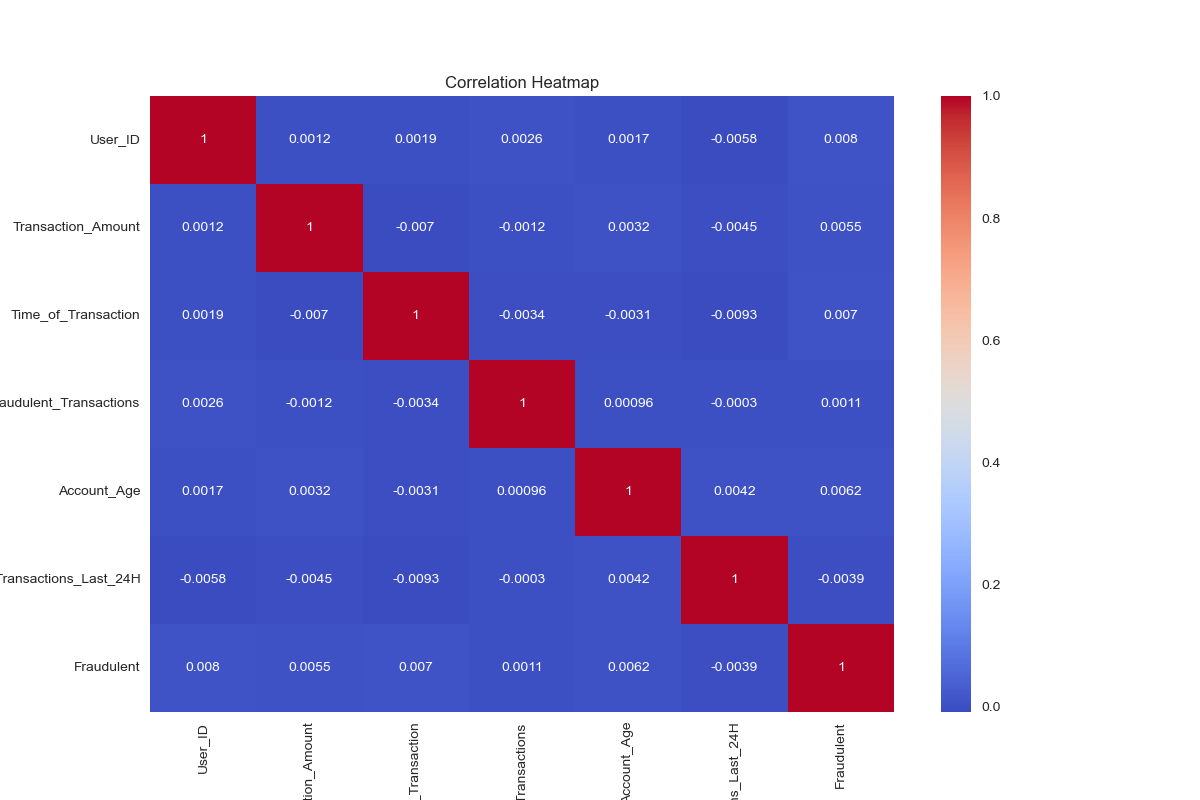 Correlation Heatmap
User_ID 1 0.0012 0.0019 0.0026 0.0017 -0.0058 0.008
Transaction_Amount 0.0012 1 -0.007 -0.0012 0.0032 -0.0045 0.0055
Time_of_Transaction 0.0019 -0.007 1 -0.0034 -0.0031 -0.0093 0.007
audulent_Transactions 0.0026 -0.0012 -0.0034 1 0.00096 -0.0003 0.0011
Account_Age 0.0017 0.0032 -0.0031 0.00096 1 0.0042 0.0062
Transactions_Last_24H -0.0058 -0.0045 -0.0093 -0.0003 0.0042 1 -0.0039
Fraudulent 0.008 0.0055 0.007 0.0011 0.0062 -0.0039 1
User_ID
tion_Amount
_Transaction
Transactions
Account_Age
ns_Last_24H
Fraudulent
1.0
0.8
0.6
0.4
0.2
0.0